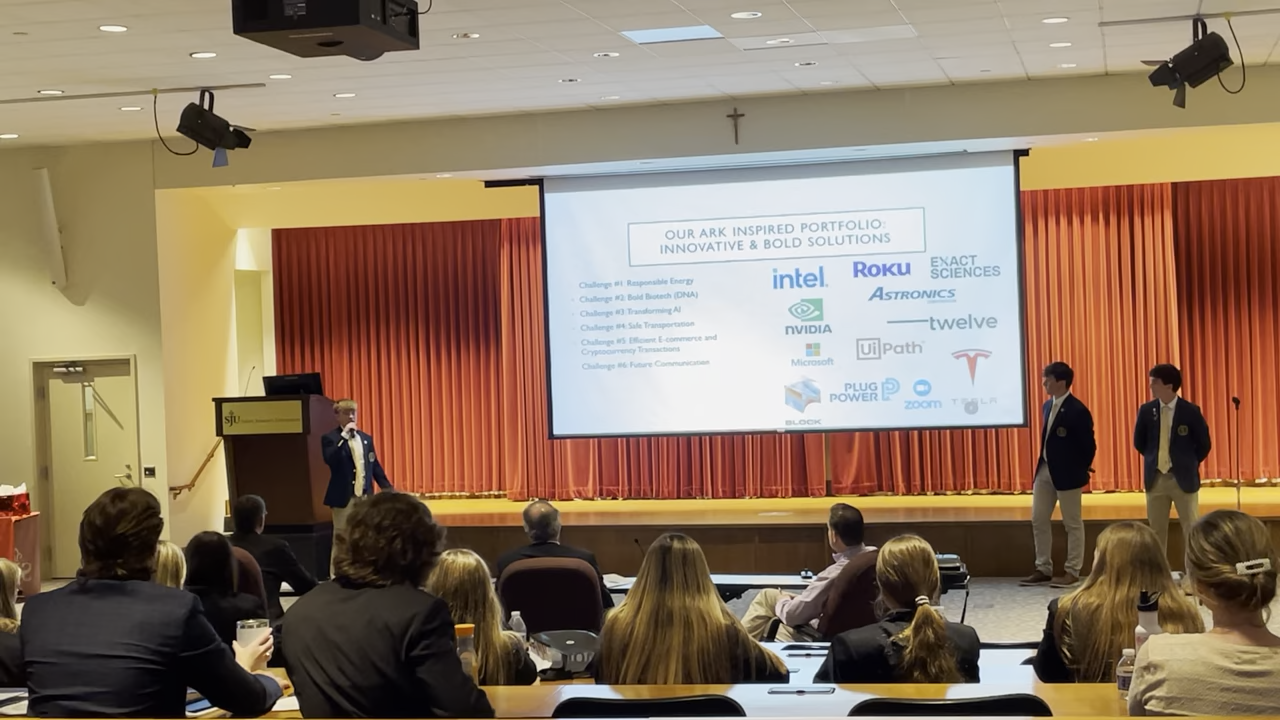 OUR ARK INSPIRED PORTFOLIO:
INNOVATIVE & BOLD SOLUTIONS
Challenge #1: Responsible Energy
Challenge #2: Bold Biotech (DNA)
Challenge #3: Transforming AI
Challenge #4: Safe Transportation
Challenge #5: Efficient E-commerce and
Cryptocurrency Transactions
Challenge #6: Future Communication
intel.
ROKU
EXACT
SCIENCES
ASTRONICS
NVIDIA
twelve
Microsoft
UiPath
PLUG
POWER
zoom
TESLA
BLOCK
SJU